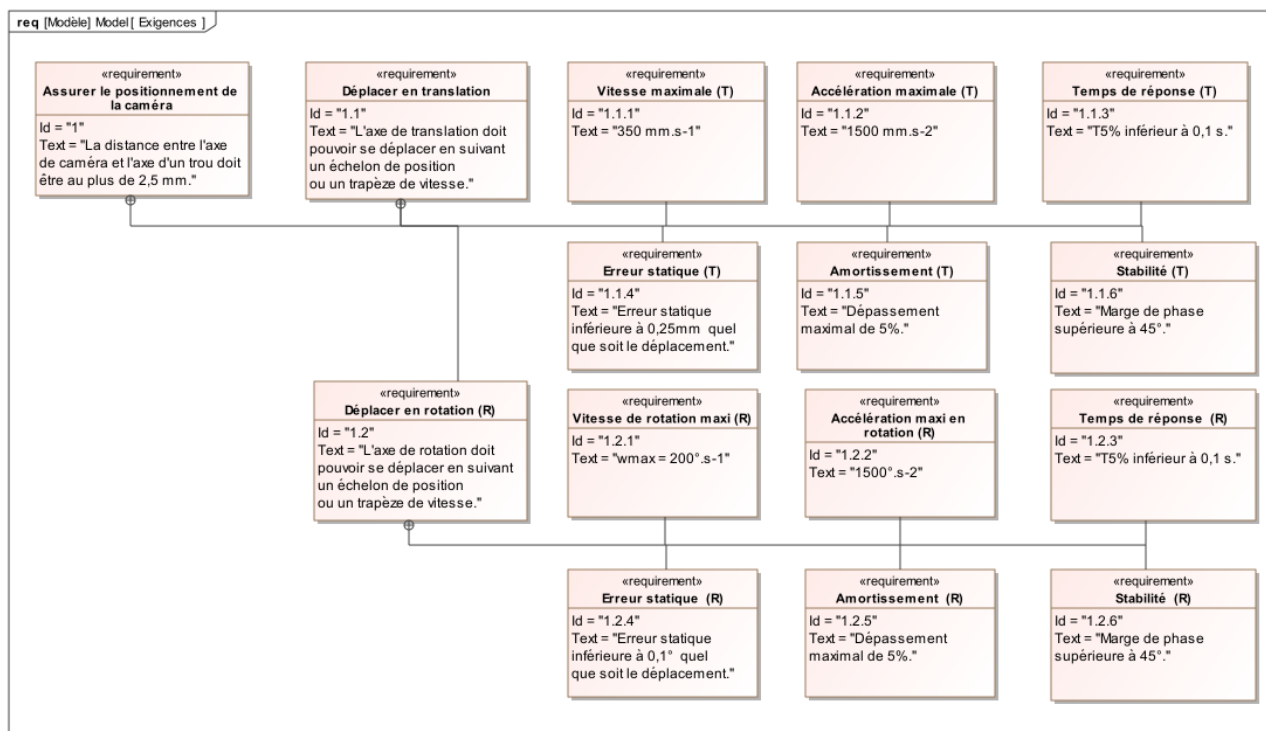 req [Modèle] Model [ Exigences ]
«requirement»
Assurer le positionnement de
la caméra
Id = "1"
Text = "La distance entre l'axe
de caméra et l'axe d'un trou doit
être au plus de 2,5 mm."
«requirement»
Déplacer en translation
Id = "1.1"
Text = "L'axe de translation doit
pouvoir se déplacer en suivant
un échelon de position
ou un trapèze de vitesse."
«requirement»
Vitesse maximale (T)
Id = "1.1.1"
Text = "350 mm.s-1"
«requirement»
Accélération maximale (T)
Id = "1.1.2"
Text = "1500 mm.s-2"
«requirement»
Temps de réponse (T)
Id = "1.1.3"
Text = "T5% inférieur à 0,1 s."
«requirement»
Erreur statique (T)
Id = "1.1.4"
Text = "Erreur statique
inférieure à 0,25mm quel
que soit le déplacement."
«requirement»
Amortissement (T)
Id = "1.1.5"
Text = "Dépassement
maximal de 5%."
«requirement»
Stabilité (T)
Id = "1.1.6"
Text = "Marge de phase
supérieure à 45°."
«requirement»
Déplacer en rotation (R)
Id = "1.2"
Text = "L'axe de rotation doit
pouvoir se déplacer en suivant
un échelon de position
ou un trapèze de vitesse."
«requirement»
Vitesse de rotation maxi (R)
Id = "1.2.1"
Text = "wmax = 200°.s-1"
«requirement»
Accélération maxi en
rotation (R)
Id = "1.2.2"
Text = "1500°.s-2"
«requirement»
Temps de réponse (R)
Id = "1.2.3"
Text = "T5% inférieur à 0,1 s."
«requirement»
Erreur statique (R)
Id = "1.2.4"
Text = "Erreur statique
inférieure à 0,1° quel
que soit le déplacement."
«requirement»
Amortissement (R)
Id = "1.2.5"
Text = "Dépassement
maximal de 5%."
«requirement»
Stabilité (R)
Id = "1.2.6"
Text = "Marge de phase
supérieure à 45°."